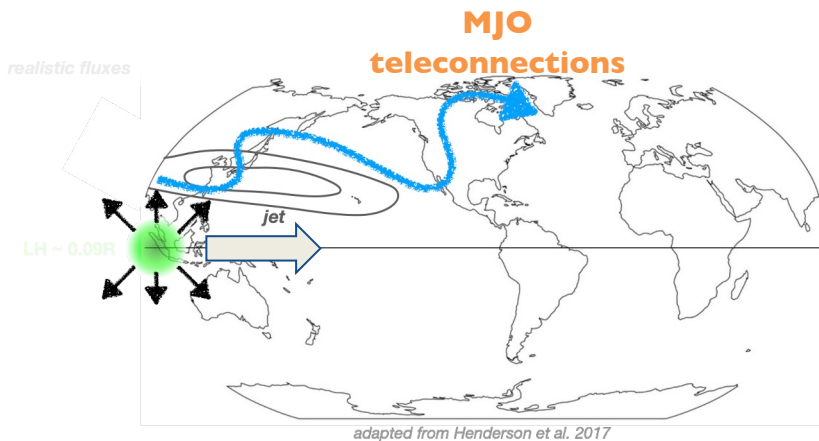 MJO
teleconnections
realistic fluxes
jet
LH ~ 0.09R
adapted from Henderson et al. 2017